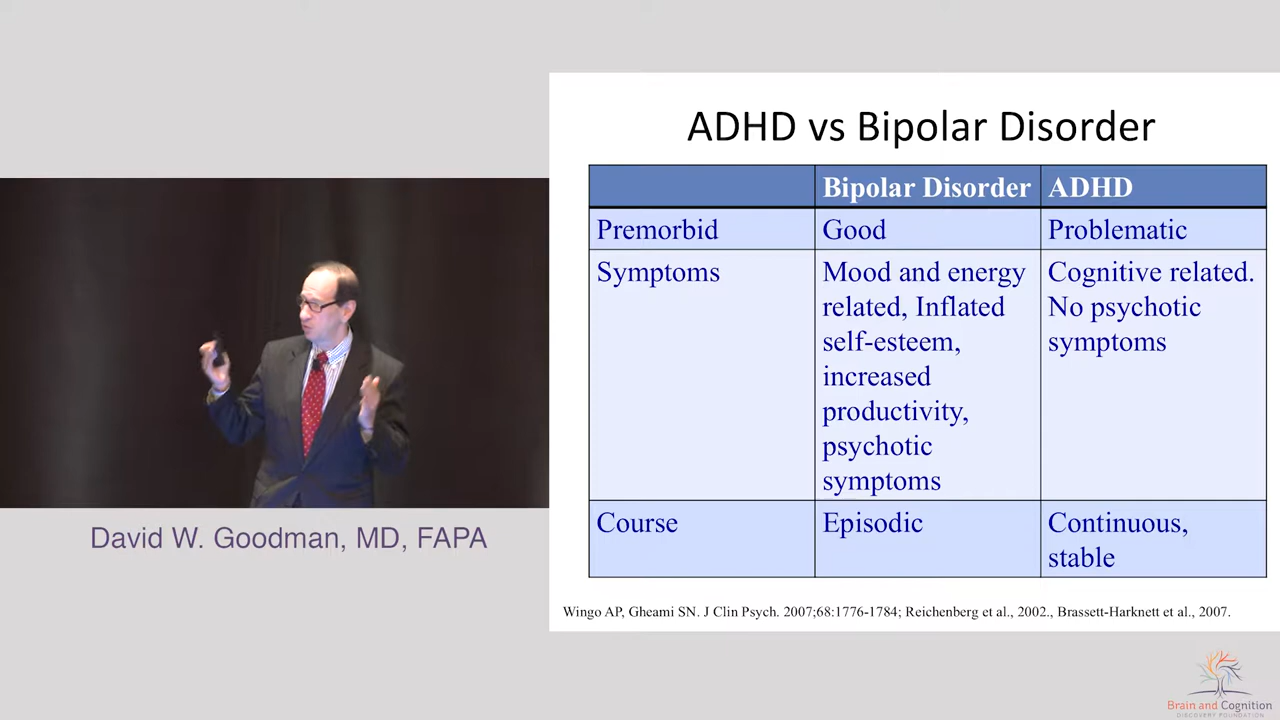 ADHD vs Bipolar Disorder
Bipolar Disorder
ADHD
Premorbid
Good
Problematic
Symptoms
Mood and energy
related, Inflated
self-esteem,
increased
productivity,
psychotic
symptoms
Cognitive related.
No psychotic
symptoms
Course
Episodic
Continuous,
stable
Wingo AP, Gheami SN. J Clin Psych. 2007;68:1776-1784; Reichenberg et al., 2002., Brassett-Harknett et al., 2007.
David W. Goodman, MD, FAPA
Brain and Cognition
DISCOVERY FOUNDATION